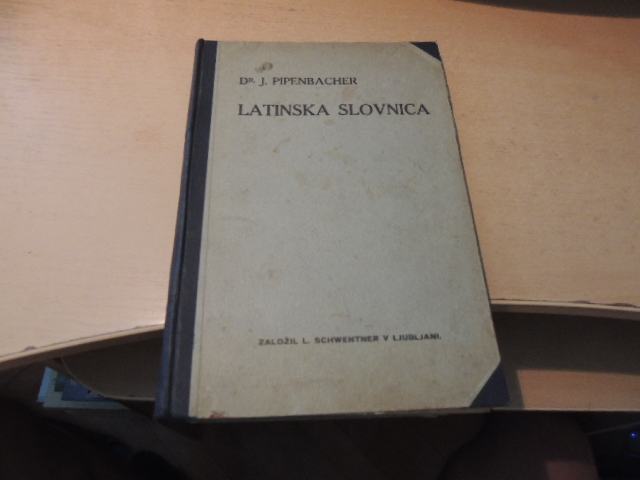 DR. J. PIPENBACHER
LATINSKA SLOVNICA
ZALOŽIL L. SCHWENTNER V LJUBLJANI.